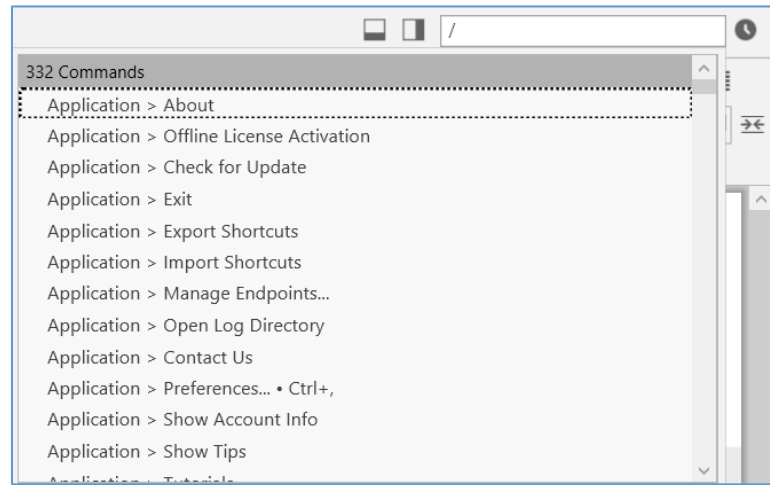 /
332 Commands
Application > About
Application > Offline License Activation
Application > Check for Update
Application > Exit
Application > Export Shortcuts
Application > Import Shortcuts
Application > Manage Endpoints...
Application > Open Log Directory
Application > Contact Us
Application > Preferences... • Ctrl+,
Application > Show Account Info
Application > Show Tips
Application > Tutorials